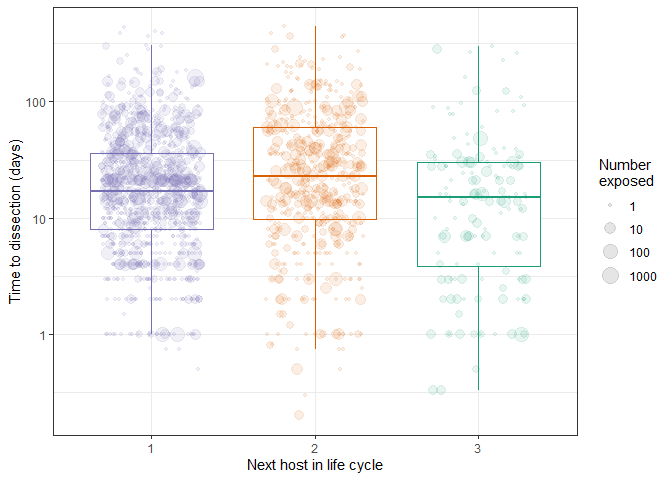 Time to dissection (days)
100
10
1
1
2
3
Next host in life cycle
Number
exposed
1
10
100
1000